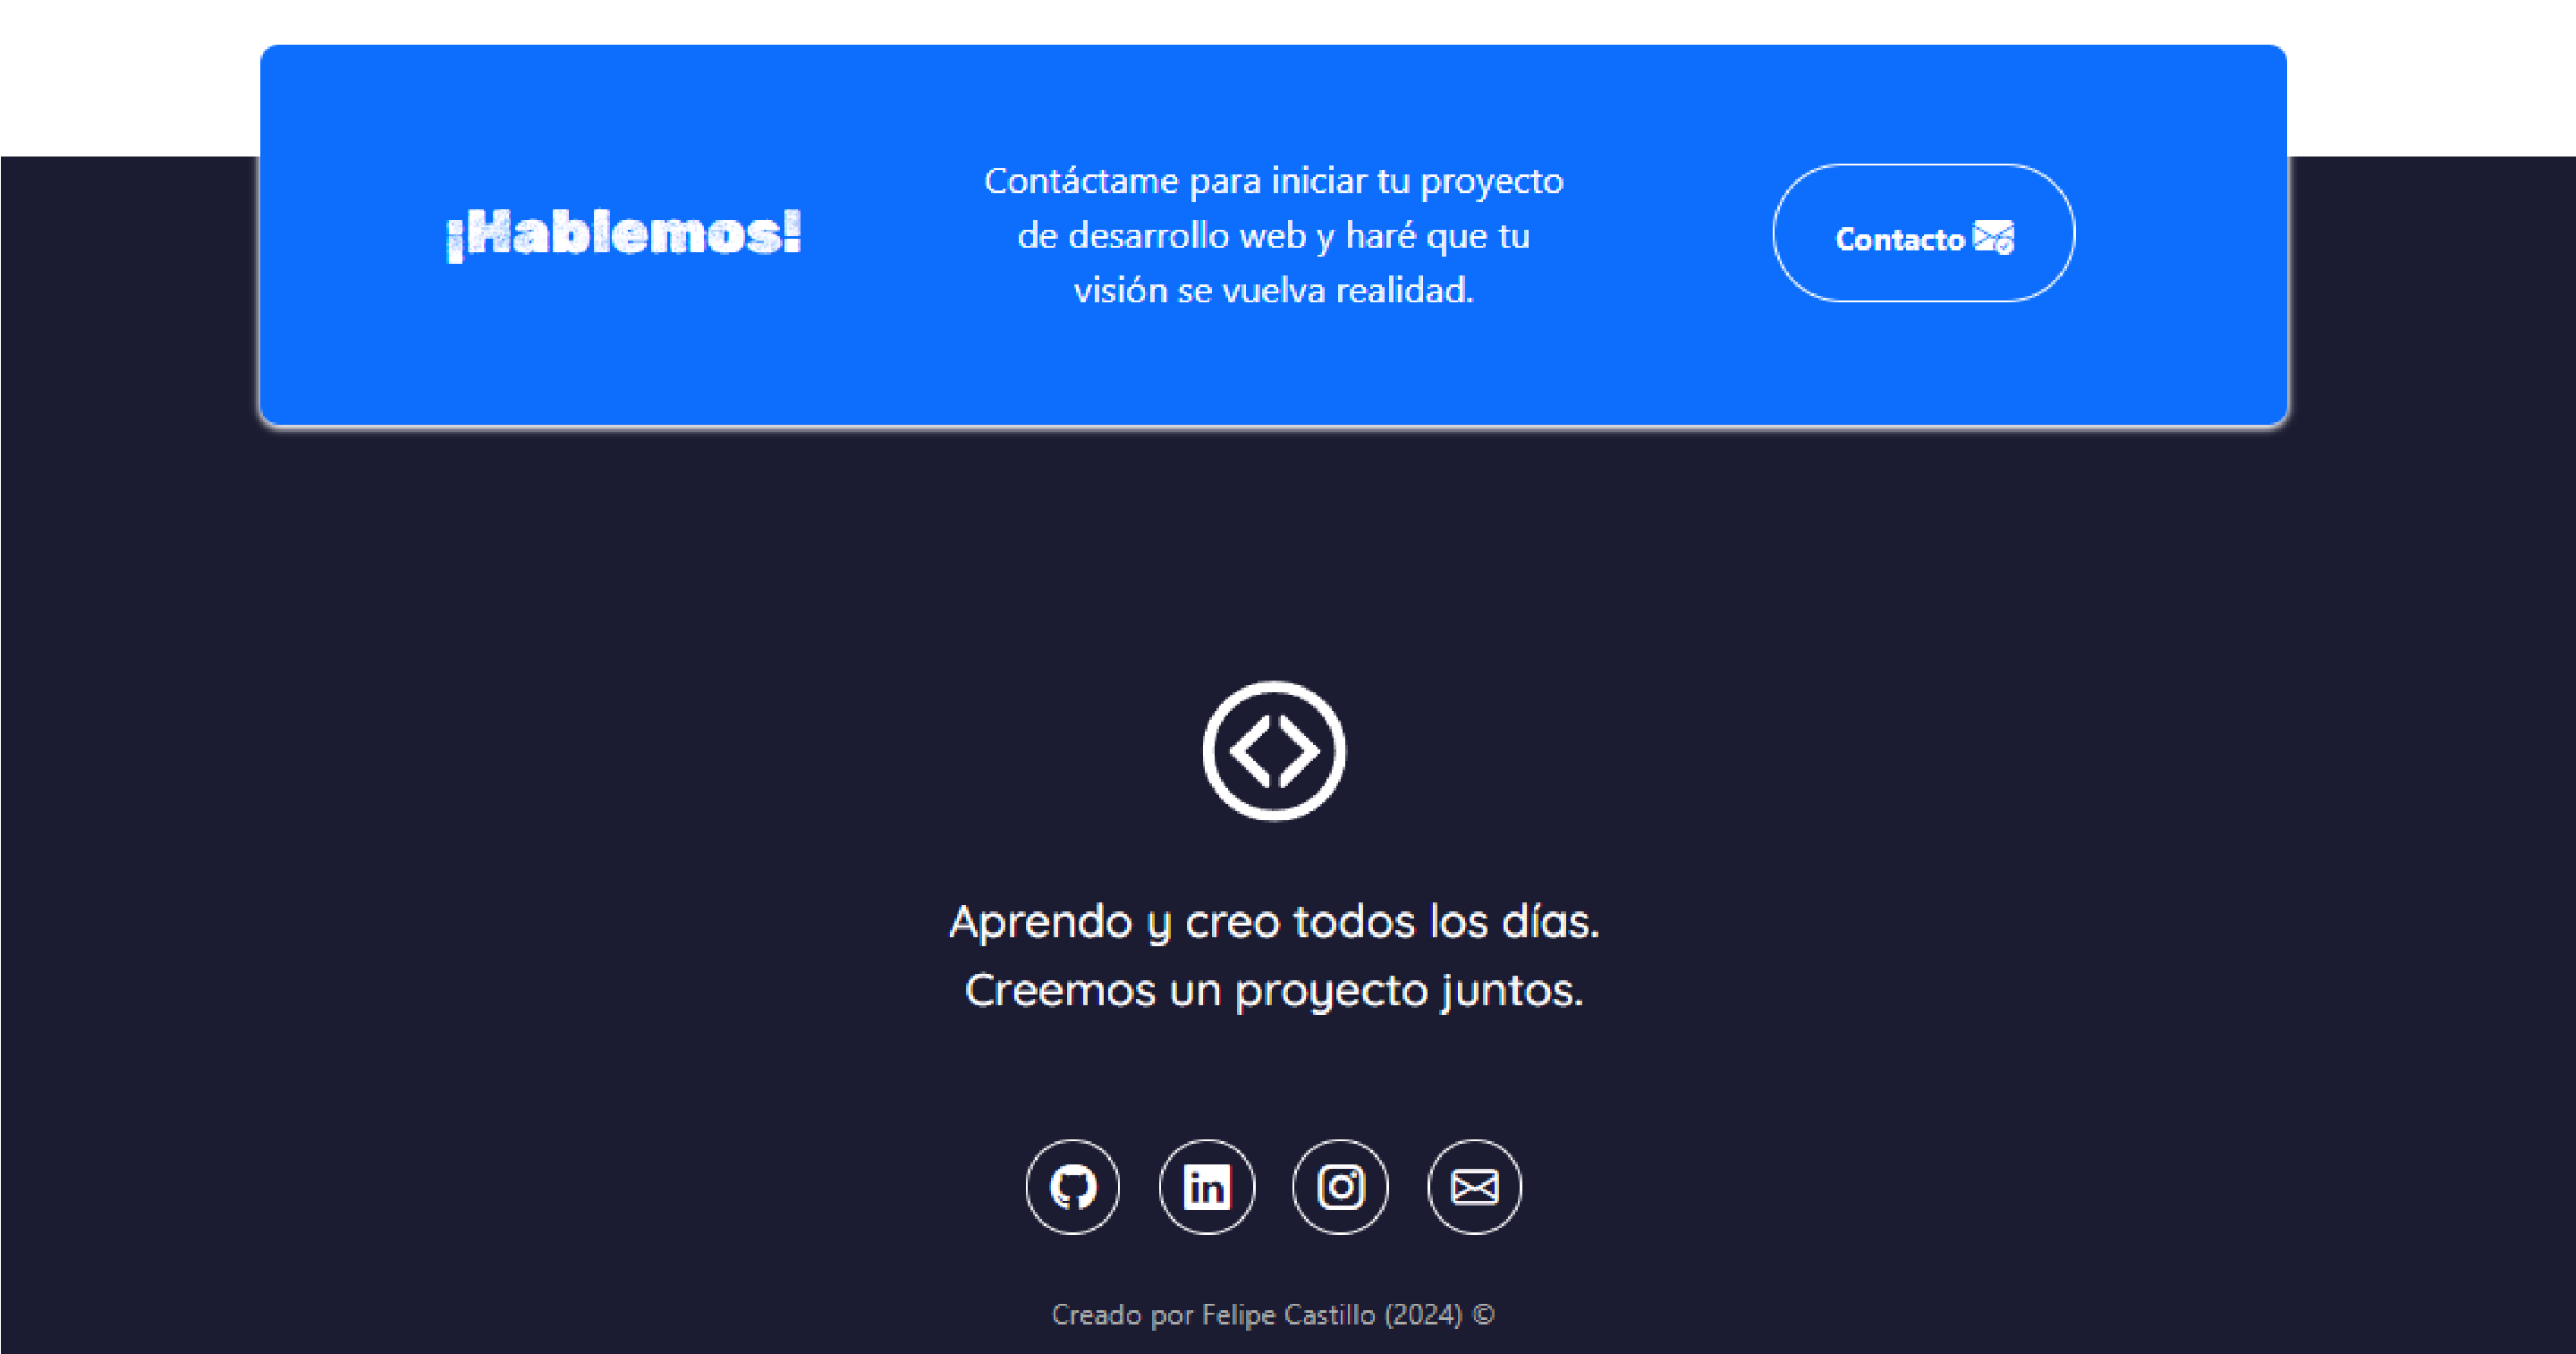 ¡Hablemos!
Contáctame para iniciar tu proyecto
de desarrollo web y haré que tu
visión se vuelva realidad.
Contacto
Aprendo y creo todos los días.
Creemos un proyecto juntos.
in
Creado por Felipe Castillo (2024) ©